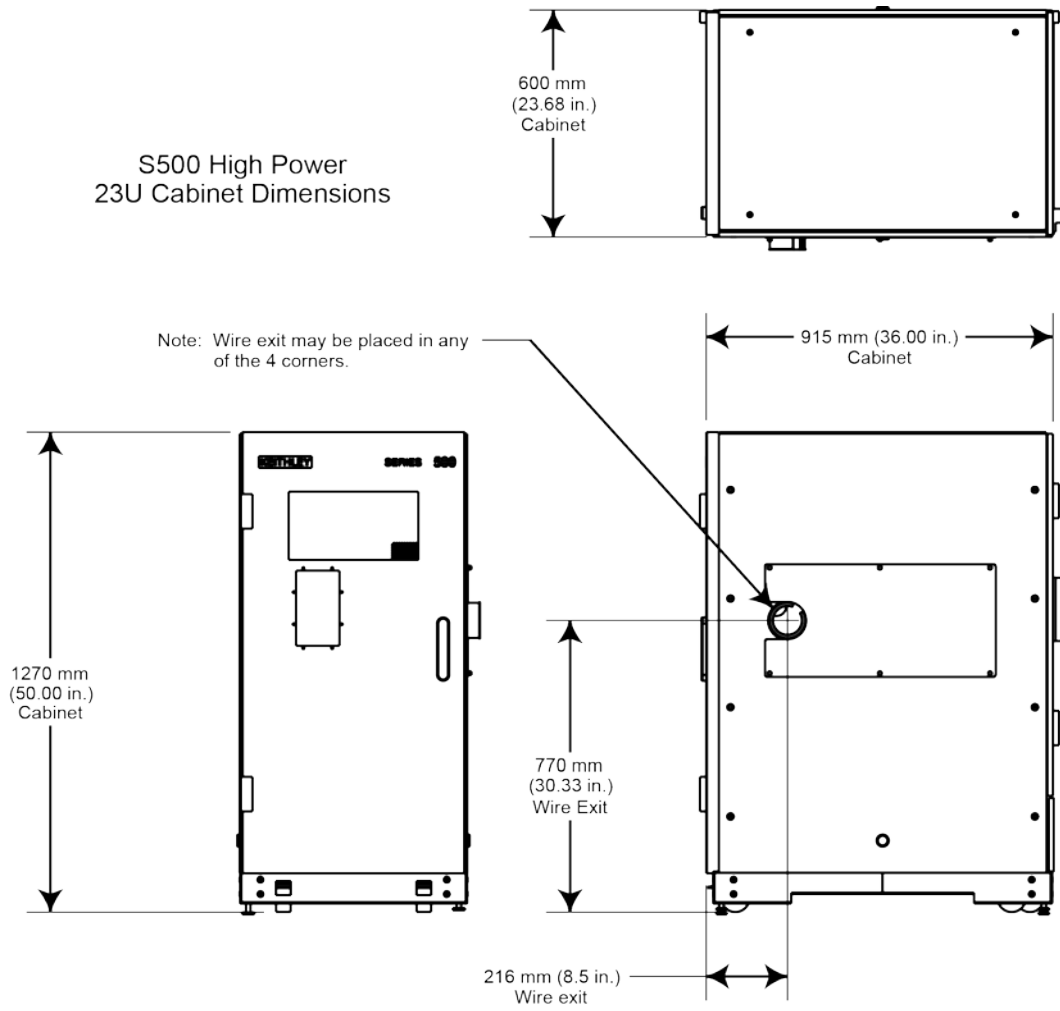 600 mm
(23.68 in.)
Cabinet
S500 High Power
23U Cabinet Dimensions
Note: Wire exit may be placed in any
of the 4 corners.
915 mm (36.00 in.)
Cabinet
KEITHLEY SERIES 500
1270 mm
(50.00 in.)
Cabinet
770 mm
(30.33 in.)
Wire Exit
216 mm (8.5 in.)
Wire exit